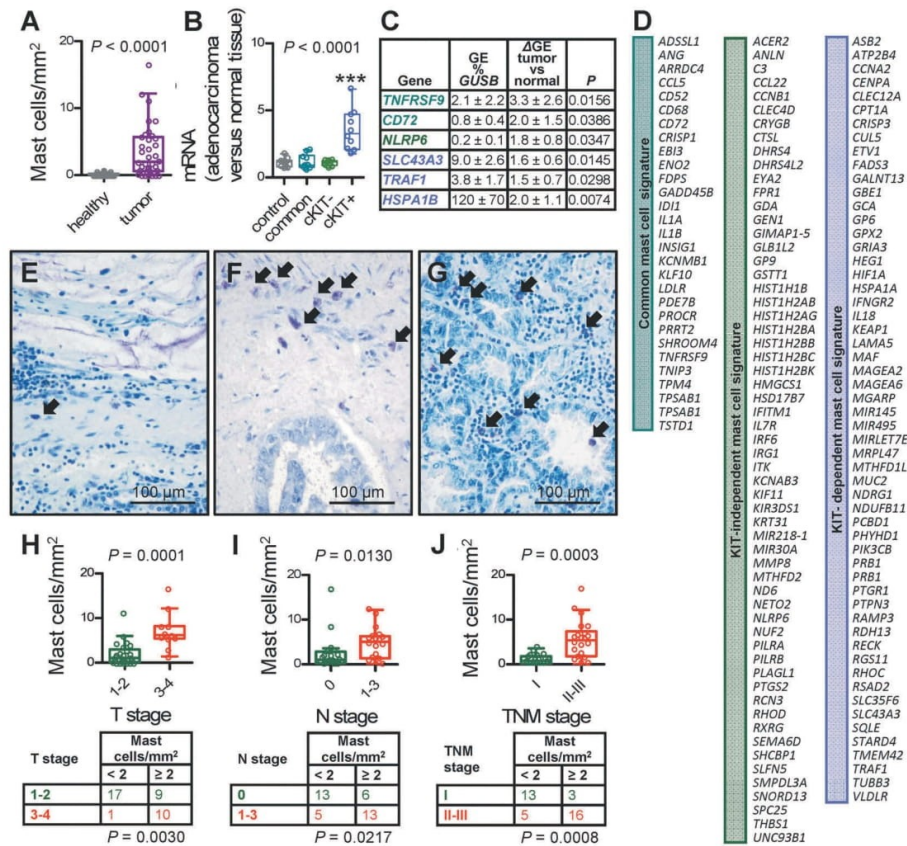 A
P < 0.0001
Mast cells/mm²
20
10
0
healthy
tumor
B
P < 0.0001
mRNA
(adenocarcinoma
versus normal tissue)
10
5
0
***
control
common
cKIT-
cKIT+
C
Gene
GE
%
GUSB
ΔGE
tumor
vs
normal
P
TNFRSF9 2.1 ± 2.2 3.3 ± 2.6 0.0156
CD72 0.8 ± 0.4 2.0 ± 1.5 0.0386
NLRP6 0.2 ± 0.1 1.8 ± 0.8 0.0347
SLC43A3 9.0 ± 2.6 1.6 ± 0.6 0.0145
TRAF1 3.8 ± 1.7 1.5 ± 0.7 0.0298
HSPA1B 120 ± 70 2.0 ± 1.1 0.0074
D
Common mast cell signature
ADSSL1
ANG
ARRDC4
CCL5
CD52
CD68
CD72
CRISP1
EBI3
ENO2
FOSB
GADD45B
IDI1
IL1A
IL1B
INSIG1
KCNMB1
KLF10
LDLR
PDE7B
PROCR
PRRT2
SHROOM4
TNFRSF9
TNIP3
TPM4
TPSAB1
TPSAB1
TSTD1
KIT-independent mast cell signature
ACER2
ANLN
C3
CCL22
CCNB1
CLEC4D
CRYGB
CTSL
DHRS4
DHRS4L2
EYA2
FPR1
GDA
GEN1
GIMAP1-5
GLB1L2
GP9
GSTT1
HIST1H1B
HIST1H2AB
HIST1H2AG
HIST1H2BA
HIST1H2BB
HIST1H2BC
HIST1H2BK
HMGCS1
HSD17B7
IFITM1
IL7R
IRF6
IRG1
ITK
KCNAB3
KIF11
KIR3DS1
KRT31
MIR218-1
MIR30A
MMP8
MTHFD2
ND6
NETO2
NLRP6
NUF2
PILRA
PILRB
PLAGL1
PTGS2
RCN3
RHOD
RXRG
SEMA6D
SHCBP1
SLFN5
SMPDL3A
SNORD13
SPC25
THBS1
UNC93B1
KIT- dependent mast cell signature
ASB2
ATP2B4
CCNA2
CENPA
CLEC12A
CPT1A
CRISP3
CUL5
ETV1
FADS3
GALNT13
GBE1
GCA
GP6
GPX2
GRIA3
HEG1
HIF1A
HSPA1A
IFNGR2
IL18
KEAP1
LAMA5
MAF
MAGEA2
MAGEA6
MGARP
MIR145
MIR495
MIRLET7E
MRPL47
MTHFD1L
MUC2
NDRG1
NDUFB11
PCBD1
PHYHD1
PIK3CB
PRB1
PRB1
PTGR1
PTPN3
RAMP3
RDH13
RECK
RGS11
RHOC
RSAD2
SLC35F6
SLC43A3
SQLE
STARD4
TMEM42
TRAF1
TUBB3
VLDLR
E
100 µm
F
100 µm
G
100 µm
H
P = 0.0001
Mast cells/mm²
20
10
0
1-2
3-4
T stage
T stage
Mast
cells/mm²
< 2 ≥ 2
1-2 17 9
3-4 1 10
P = 0.0030
I
P = 0.0130
Mast cells/mm²
20
10
0
0
1-3
N stage
N stage
Mast
cells/mm²
< 2 ≥ 2
0 13 6
1-3 5 13
P = 0.0217
J
P = 0.0003
Mast cells/mm²
20
10
0
I
II-III
TNM stage
TNM
stage
Mast
cells/mm²
< 2 ≥ 2
I 13 3
II-III 5 16
P = 0.0008